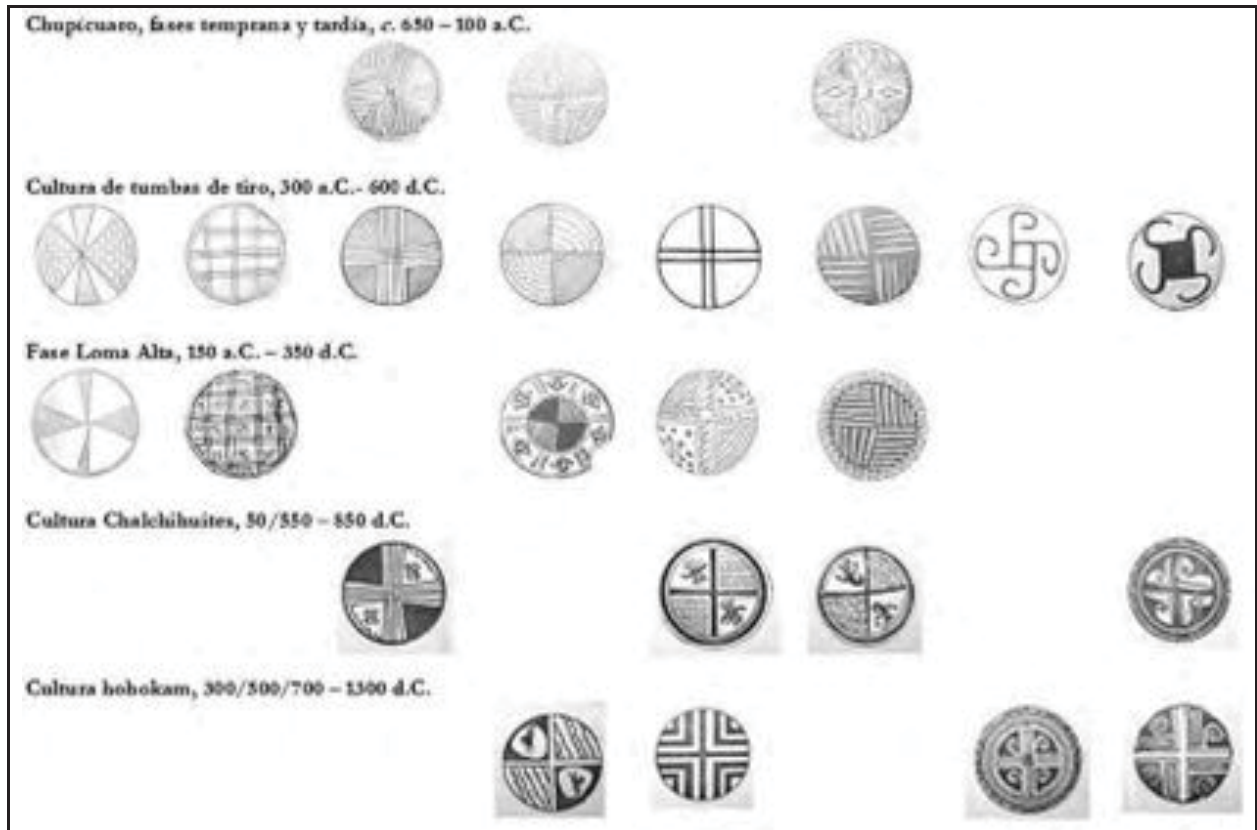 Chupícuaro, fases temprana y tardía, c. 650 – 100 a.C.
Cultura de tumbas de tiro, 300 a.C.- 600 d.C.
Fase Loma Alta, 150 a.C. – 350 d.C.
Cultura Chalchihuites, 50/550 – 850 d.C.
Cultura hohokam, 300/500/700 – 1300 d.C.